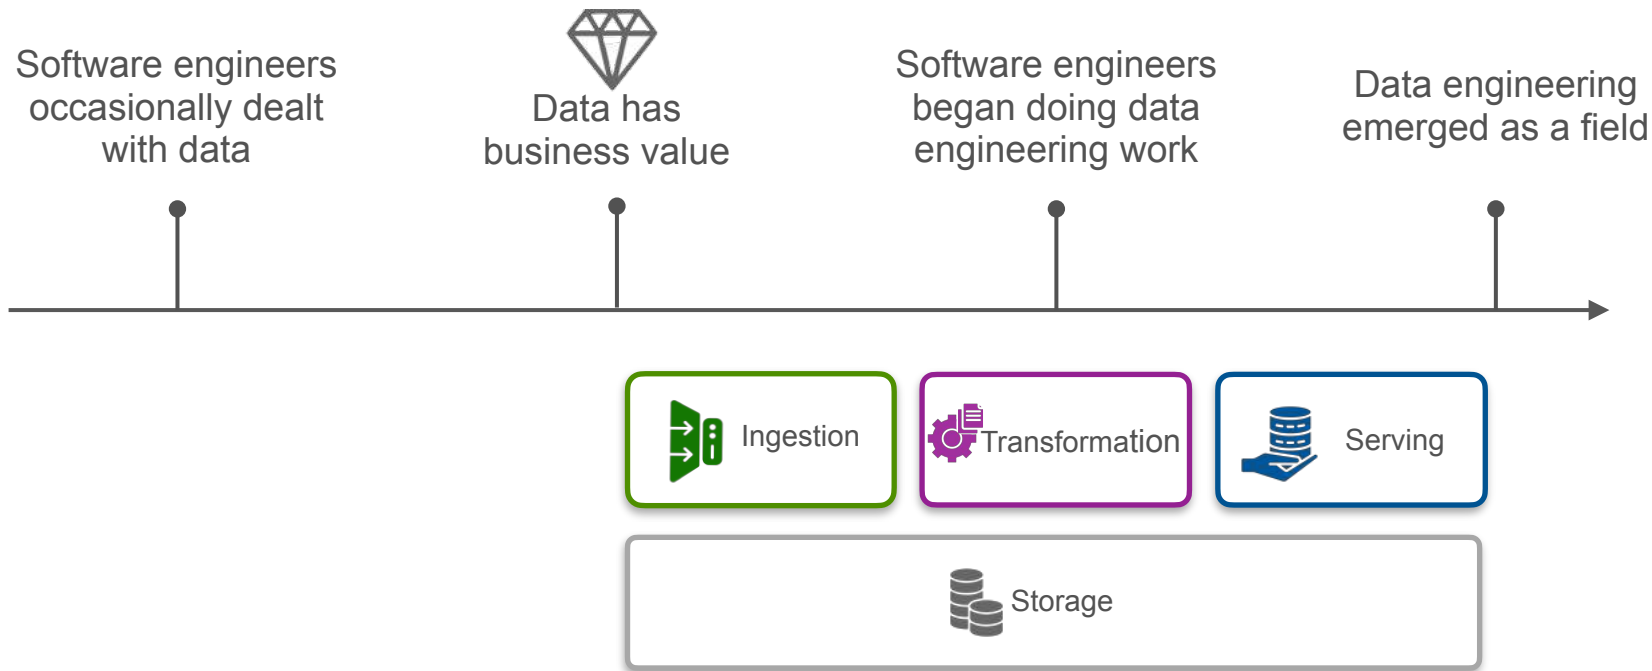 Software engineers
occasionally dealt
with data
Data has
business value
Software engineers
began doing data
engineering work
Data engineering
emerged as a field
Ingestion
Transformation
Serving
Storage